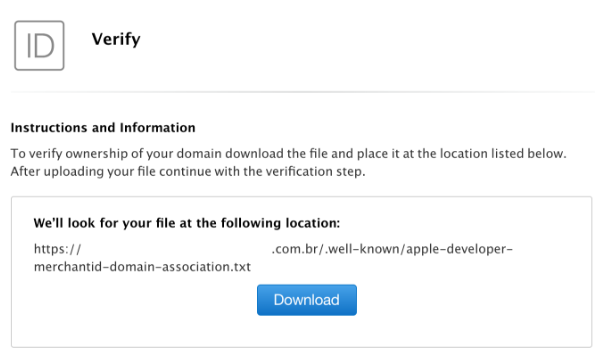 ID
Verify
Instructions and Information
To verify ownership of your domain download the file and place it at the location listed below.
After uploading your file continue with the verification step.
We'll look for your file at the following location:
https:// .com.br/.well-known/apple-developer-
merchantid-domain-association.txt
Download